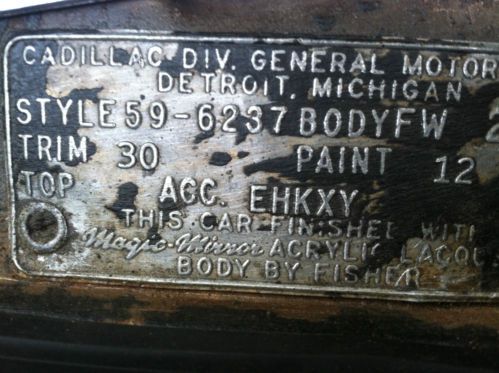 CADILLAC DIV. GENERAL MOTOR
DETROIT, MICHIGAN
STYLE 59-6237 BODY FW 2
TRIM 30 PAINT 12
TOP ACC. EHKXY
THIS CAR FINISHED WITH
Magic-Mirror ACRYLIC LACQU
BODY BY FISHER